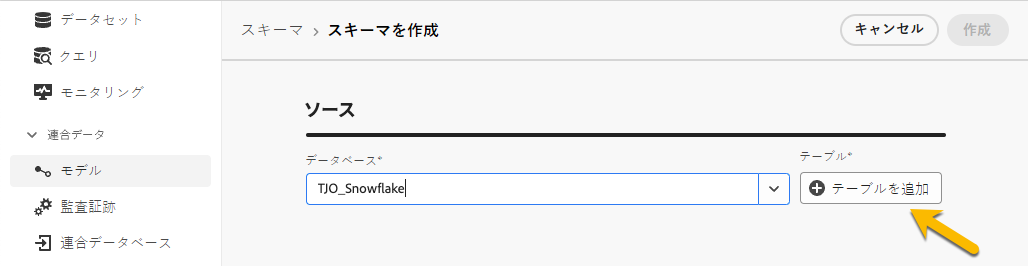 データセット
クエリ
モニタリング
連合データ
モデル
監査証跡
連合データベース
スキーマ > スキーマを作成
キャンセル
作成
ソース
データベース*
テーブル*
TJO_Snowflake
テーブルを追加